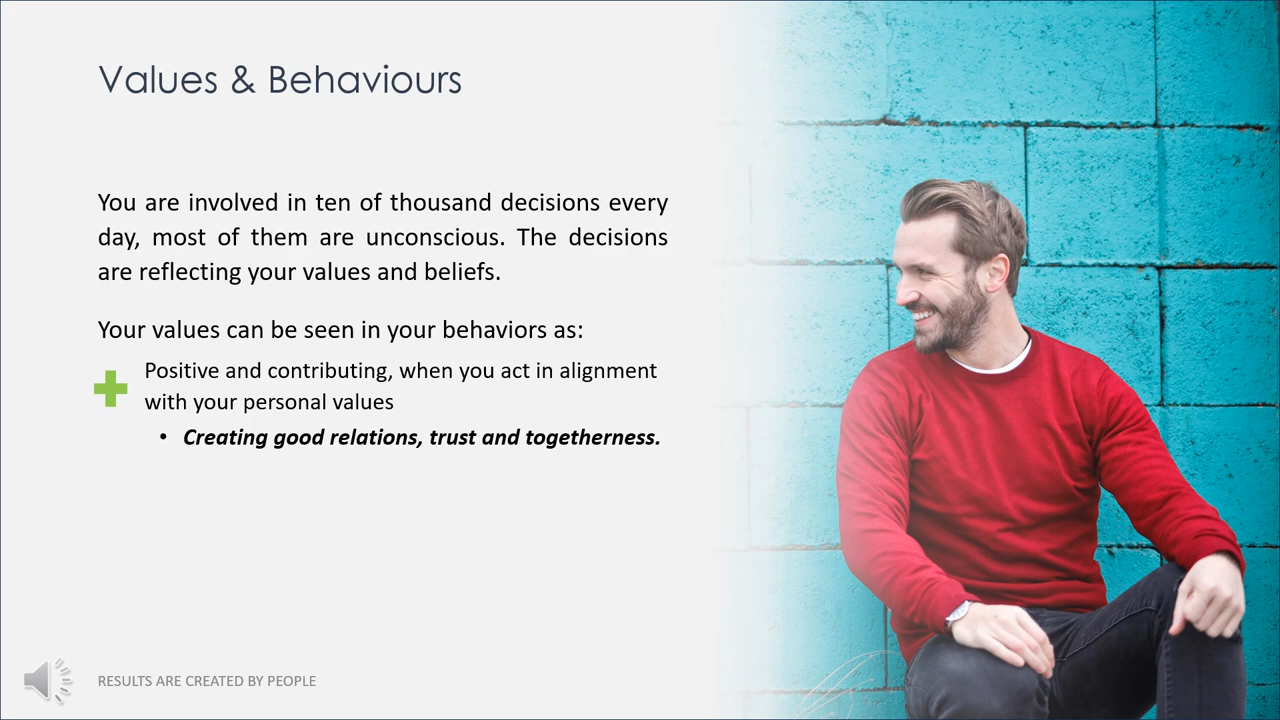 Values & Behaviours
You are involved in ten of thousand decisions every
day, most of them are unconscious. The decisions
are reflecting your values and beliefs.
Your values can be seen in your behaviors as:
Positive and contributing, when you act in alignment
with your personal values
• Creating good relations, trust and togetherness.
RESULTS ARE CREATED BY PEOPLE